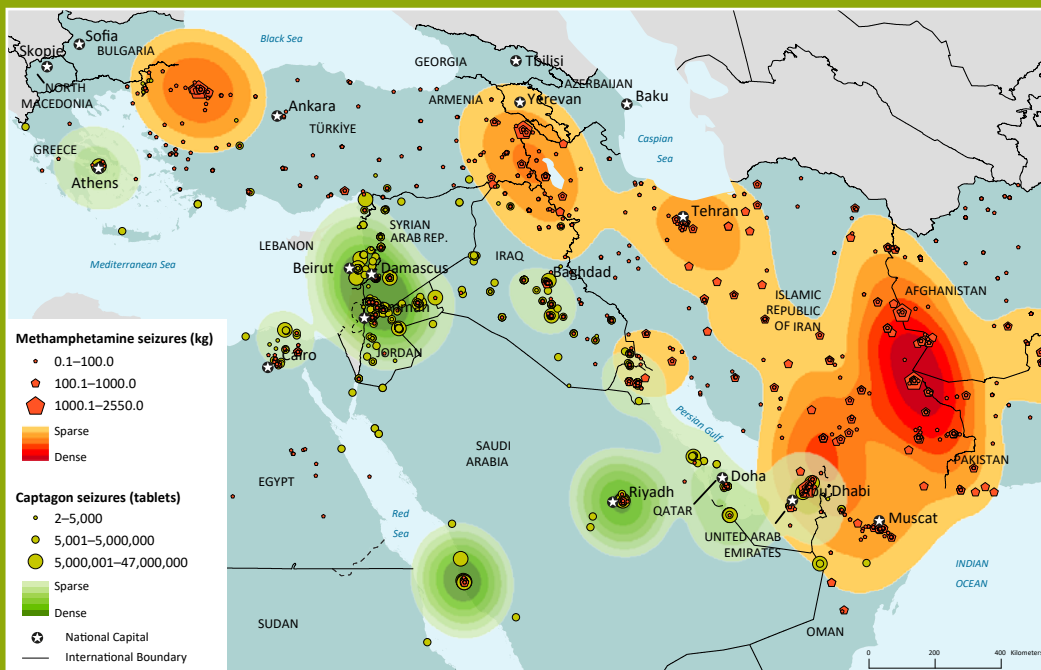 Sofia
Skopje
BULGARIA
Black Sea
GEORGIA
Tbilisi
NORTH
MACEDONIA
Ankara
ARMENIA
AZERBAIJAN
Yerevan
Baku
TÜRKİYE
Caspian
Sea
GREECE
Athens
Tehran
SYRIAN
ARAB REP.
LEBANON
Mediterranean Sea
Beirut
Damascus
IRAQ
Baghdad
AFGHANISTAN
ISLAMIC
REPUBLIC
OF IRAN
Amman
Cairo
JORDAN
Persian Gulf
SAUDI
ARABIA
PAKISTAN
EGYPT
Riyadh
Doha
QATAR
Abu Dhabi
Red
Sea
Muscat
UNITED ARAB
EMIRATES
INDIAN
OCEAN
SUDAN
OMAN
Methamphetamine seizures (kg)
0.1–100.0
100.1–1000.0
1000.1–2550.0
Sparse
Dense
Captagon seizures (tablets)
2–5,000
5,001–5,000,000
5,000,001–47,000,000
Sparse
Dense
National Capital
International Boundary
0 200 400 Kilometers